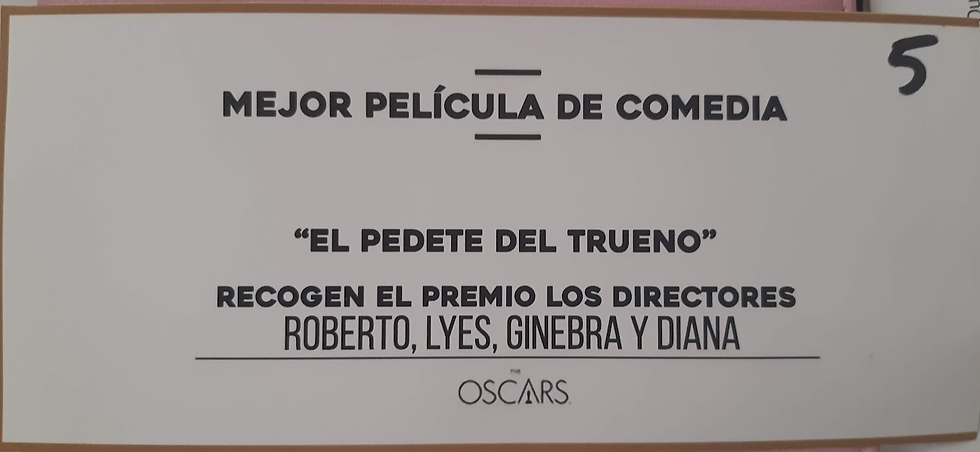 5
MEJOR PELÍCULA DE COMEDIA
“EL PEDETE DEL TRUENO”
RECOGEN EL PREMIO LOS DIRECTORES
ROBERTO, LYES, GINEBRA Y DIANA
THE
OSCARS